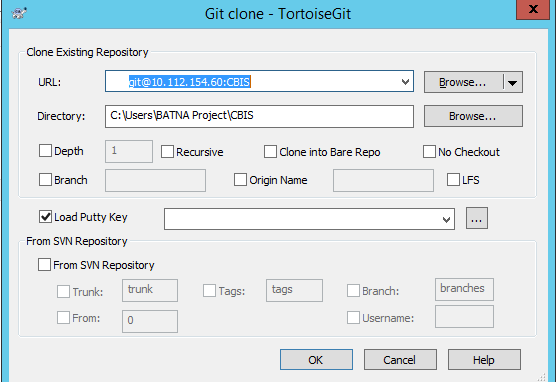 Git clone - TortoiseGit
x
Clone Existing Repository
URL: git@10.112.154.60:CBIS Browse...
Directory: C:\Users\BATNA Project\CBIS Browse...
Depth 1 Recursive Clone into Bare Repo No Checkout
Branch Origin Name LFS
Load Putty Key ...
From SVN Repository
From SVN Repository
Trunk: trunk Tags: tags Branch: branches
From: 0 Username:
OK Cancel Help